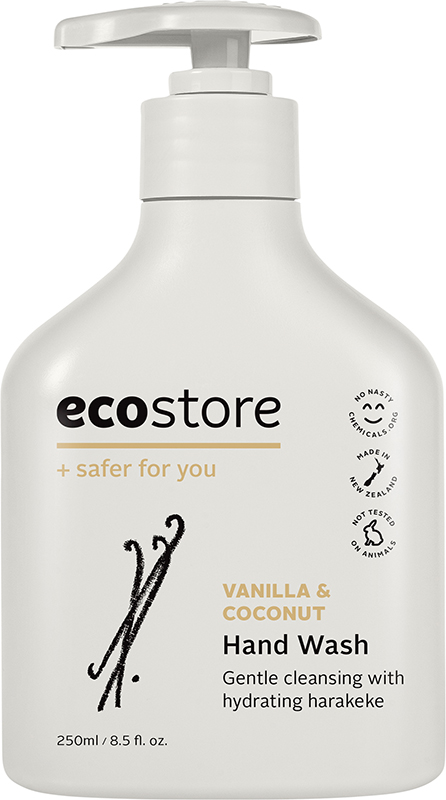 ecostore
+ safer for you
NO NASTY
CHEMICALS.ORG
MADE IN
NEW ZEALAND
NOT TESTED
ON ANIMALS
VANILLA &
COCONUT
Hand Wash
Gentle cleansing with
hydrating harakeke
250ml / 8.5 fl. oz.